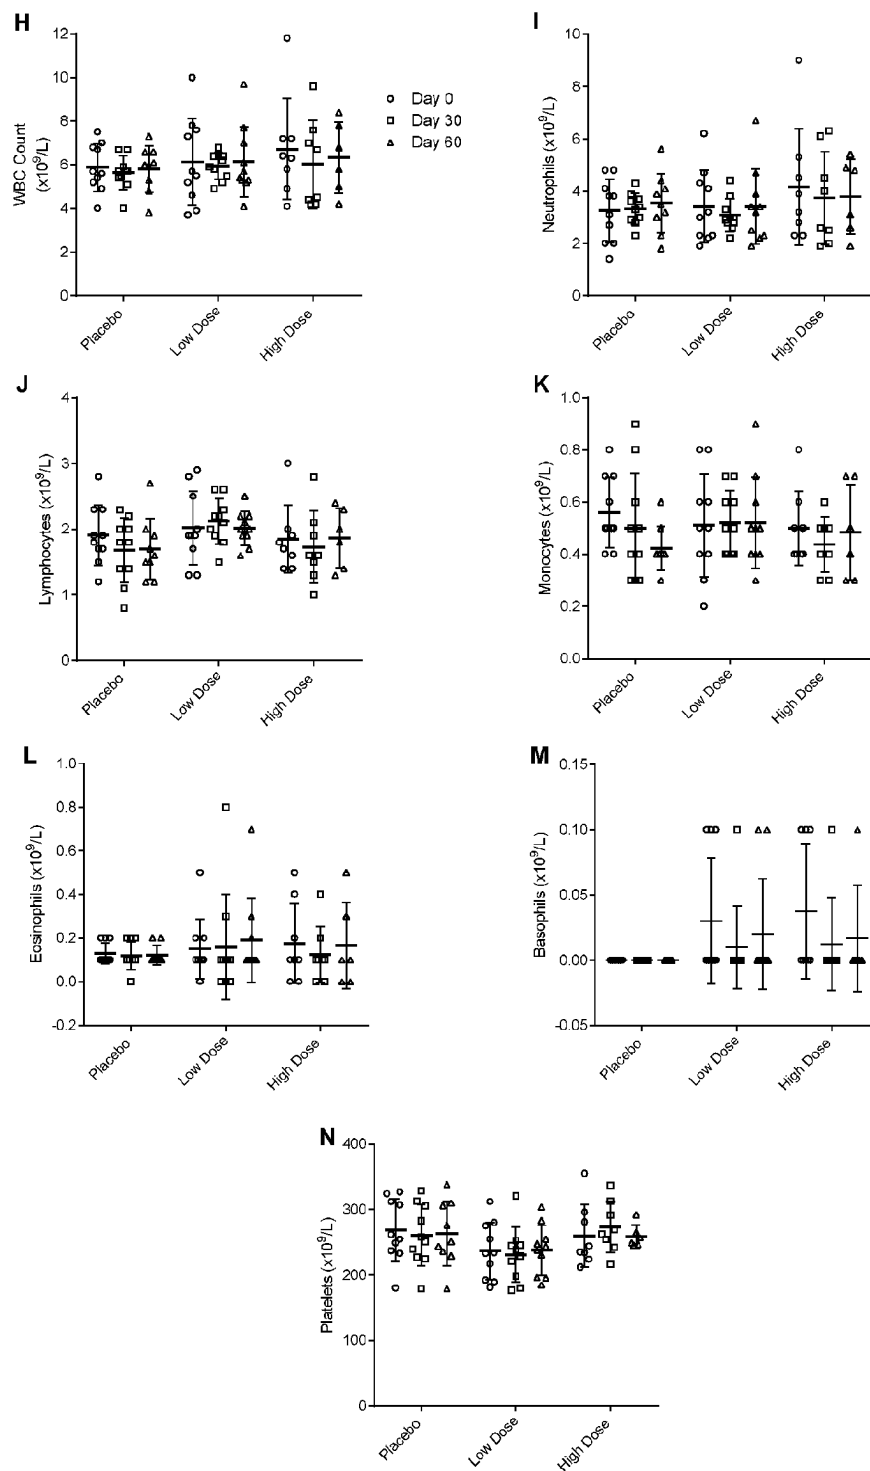 H
WBC Count
(x10⁹/L)
12
10
8
6
4
2
0
Placebo
Low Dose
High Dose
Day 0
Day 30
Day 60
I
Neutrophils (x10⁹/L)
10
8
6
4
2
0
Placebo
Low Dose
High Dose
J
Lymphocytes (x10⁹/L)
4
3
2
1
0
Placebo
Low Dose
High Dose
K
Monocytes (x10⁹/L)
1.0
0.8
0.6
0.4
0.2
0.0
Placebo
Low Dose
High Dose
L
Eosinophils (x10⁹/L)
1.0
0.8
0.6
0.4
0.2
0.0
-0.2
Placebo
Low Dose
High Dose
M
Basophils (x10⁹/L)
0.15
0.10
0.05
0.00
-0.05
Placebo
Low Dose
High Dose
N
Platelets (x10⁹/L)
400
300
200
100
0
Placebo
Low Dose
High Dose